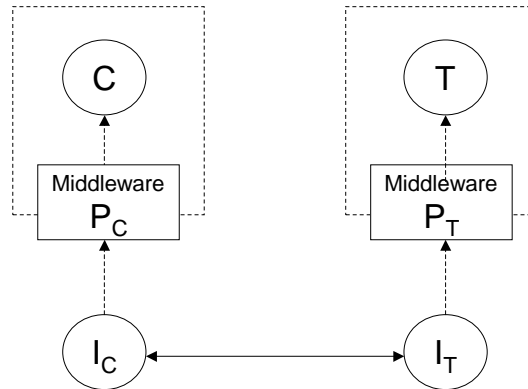 C
T
Middleware
P_C
Middleware
P_T
I_C
I_T